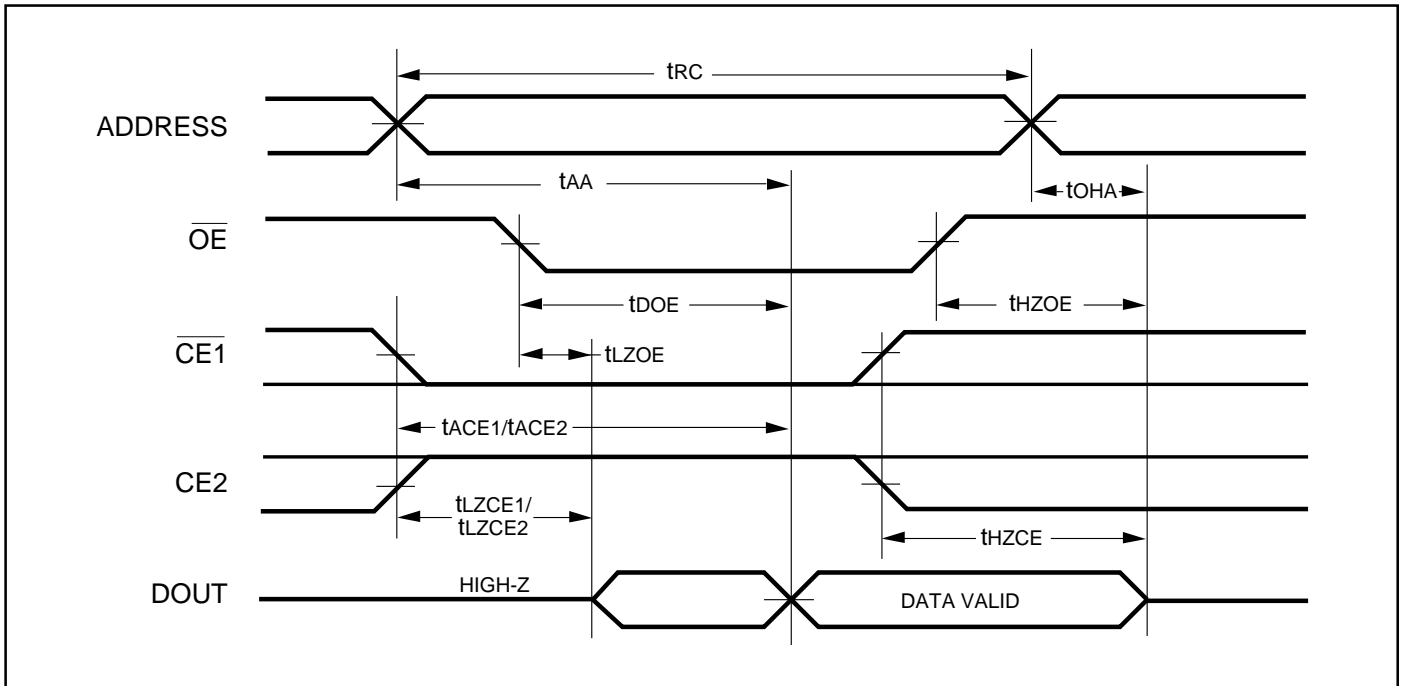 tRC
ADDRESS
tAA
tOHA
OE
tDOE
tHZOE
CE1
tLZOE
tACE1/tACE2
CE2
tLZCE1/
tLZCE2
tHZCE
DOUT
HIGH-Z
DATA VALID